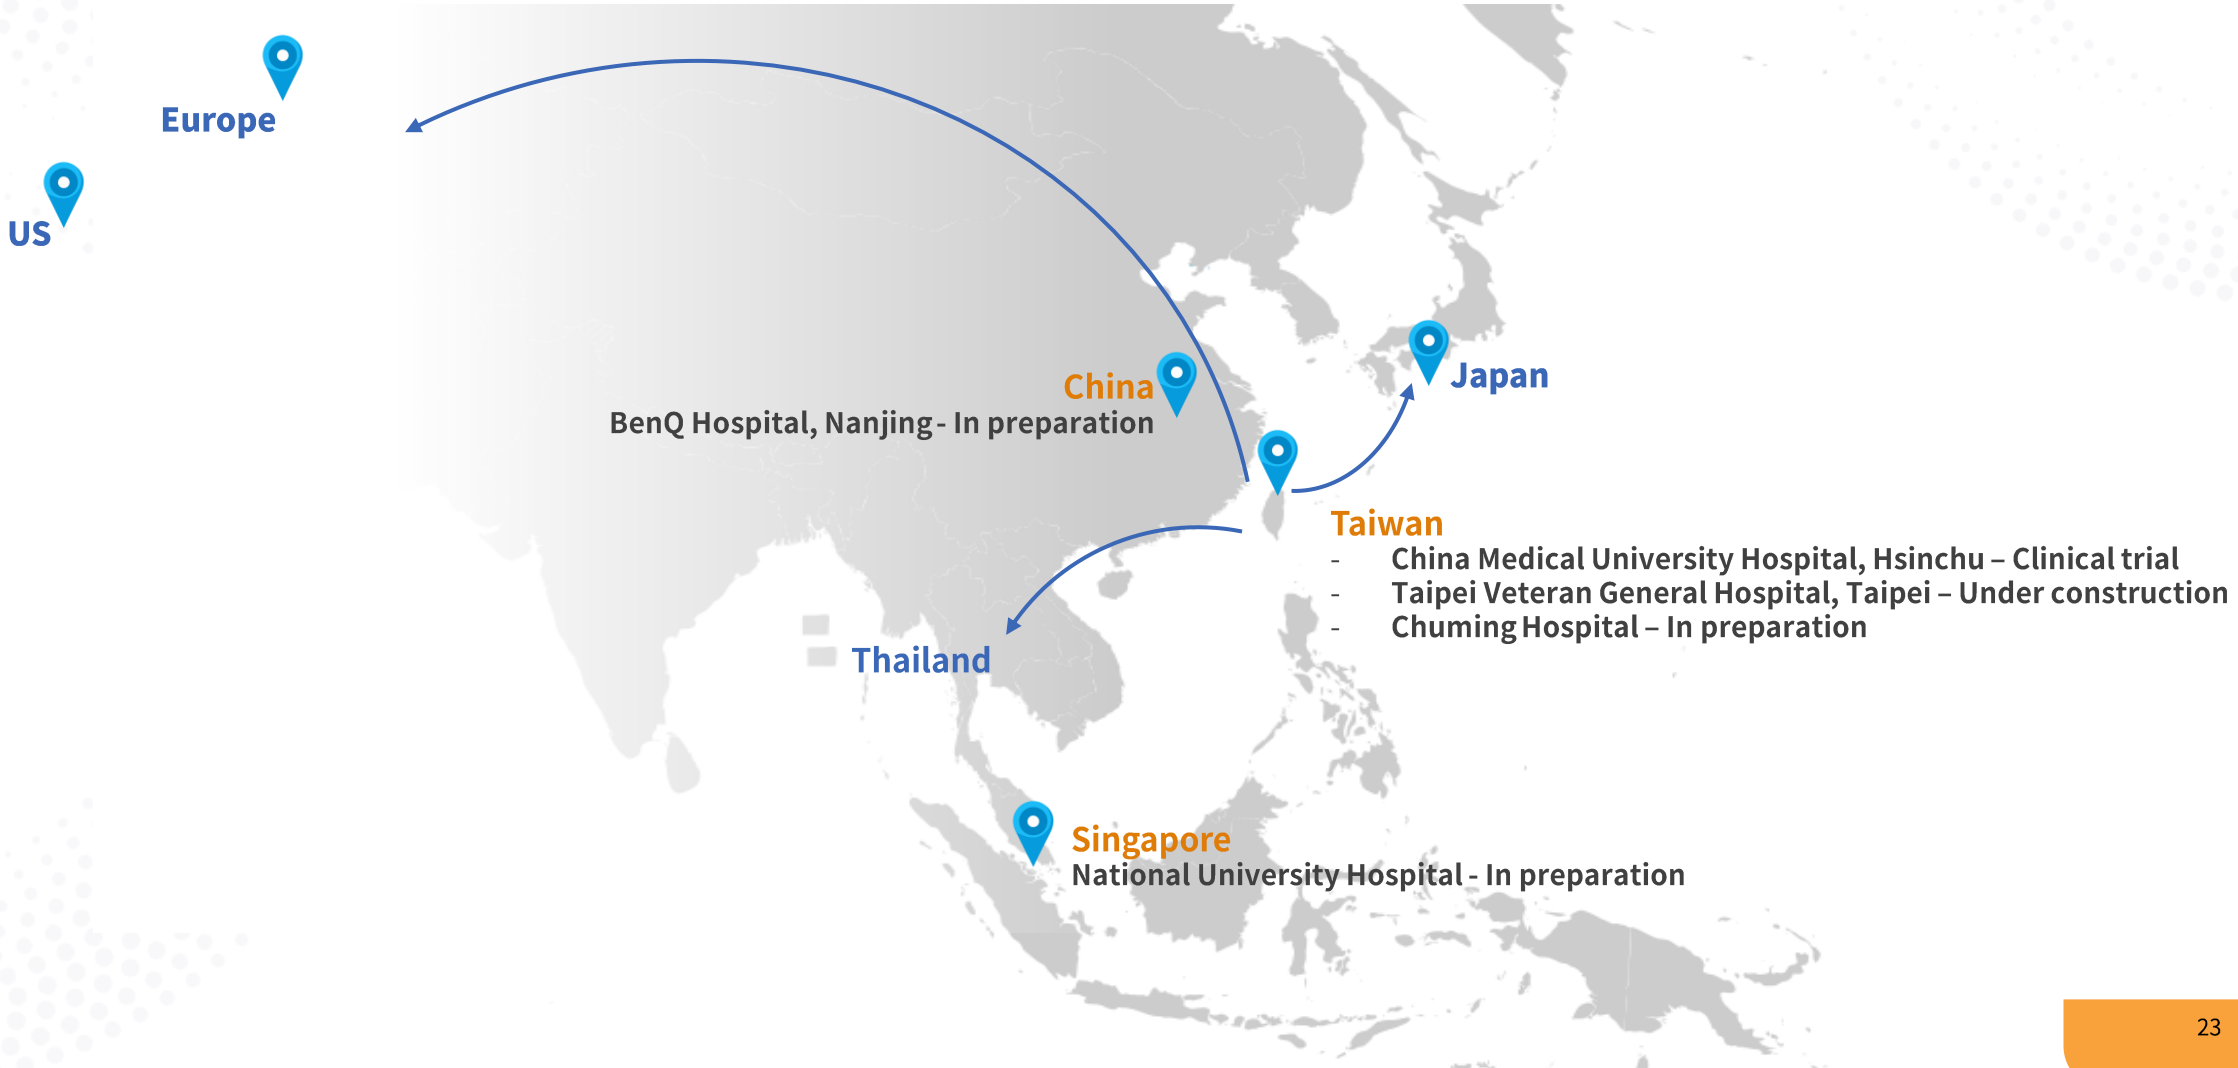 Europe
US
China
BenQ Hospital, Nanjing - In preparation
Japan
Taiwan
- China Medical University Hospital, Hsinchu – Clinical trial
- Taipei Veteran General Hospital, Taipei – Under construction
- Chuming Hospital – In preparation
Thailand
Singapore
National University Hospital - In preparation
23